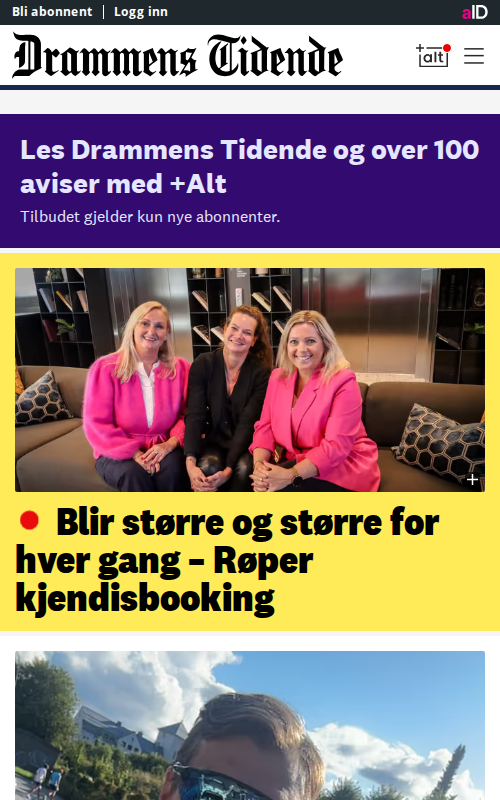 Bli abonnent | Logg inn
aID
Drammens Tidende
+alt
Les Drammens Tidende og over 100
aviser med +Alt
Tilbudet gjelder kun nye abonnenter.
Blir større og større for
hver gang – Røper
kjendisbooking